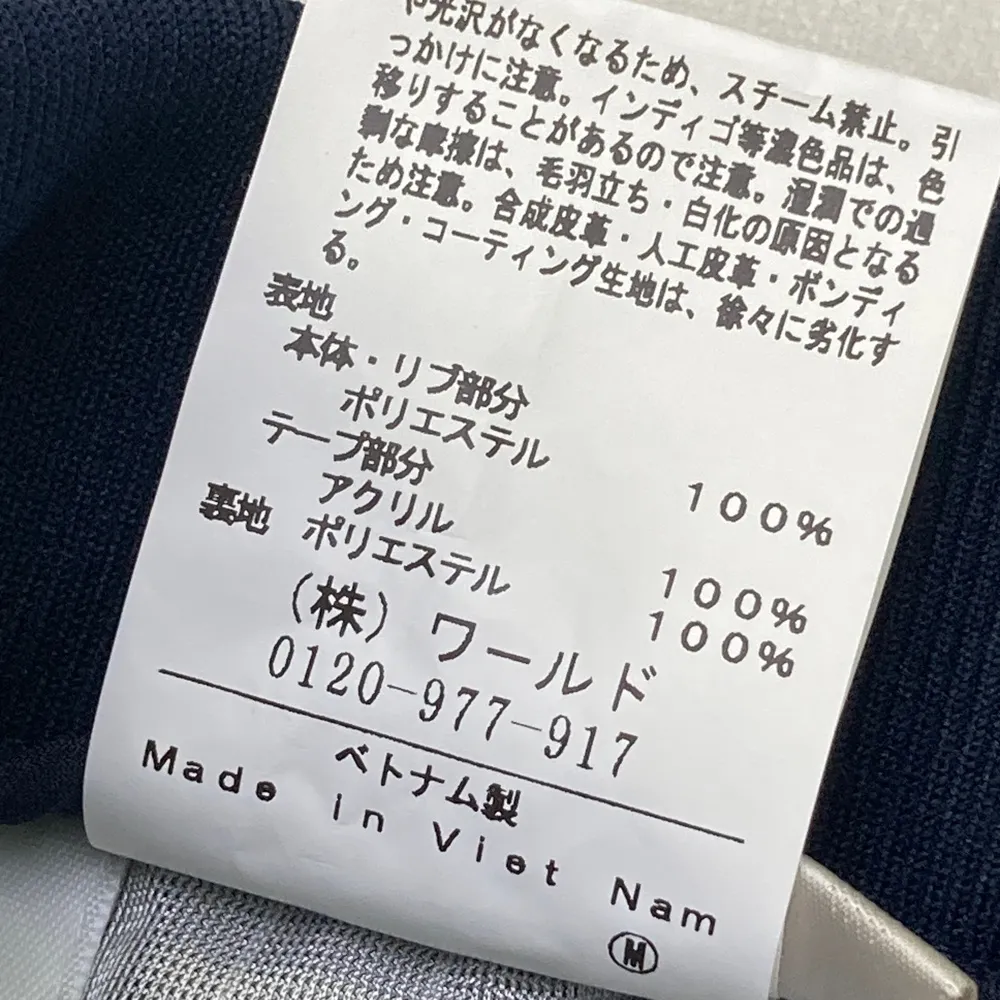 や光沢がなくなるため、スチーム禁止。引
っかけに注意。インディゴ等濃色品は、色
移りすることがあるので注意。湿潤での過
剰な摩擦は、毛羽立ち・白化の原因となる
ため注意。合成皮革・人工皮革・ボンディ
ング・コーティング生地は、徐々に劣化す
る。
表地
本体・リブ部分
ポリエステル 100%
テープ部分
アクリル 100%
裏地 ポリエステル 100%
(株) ワールド
0120-977-917
ベトナム製
Made in Viet Nam
M